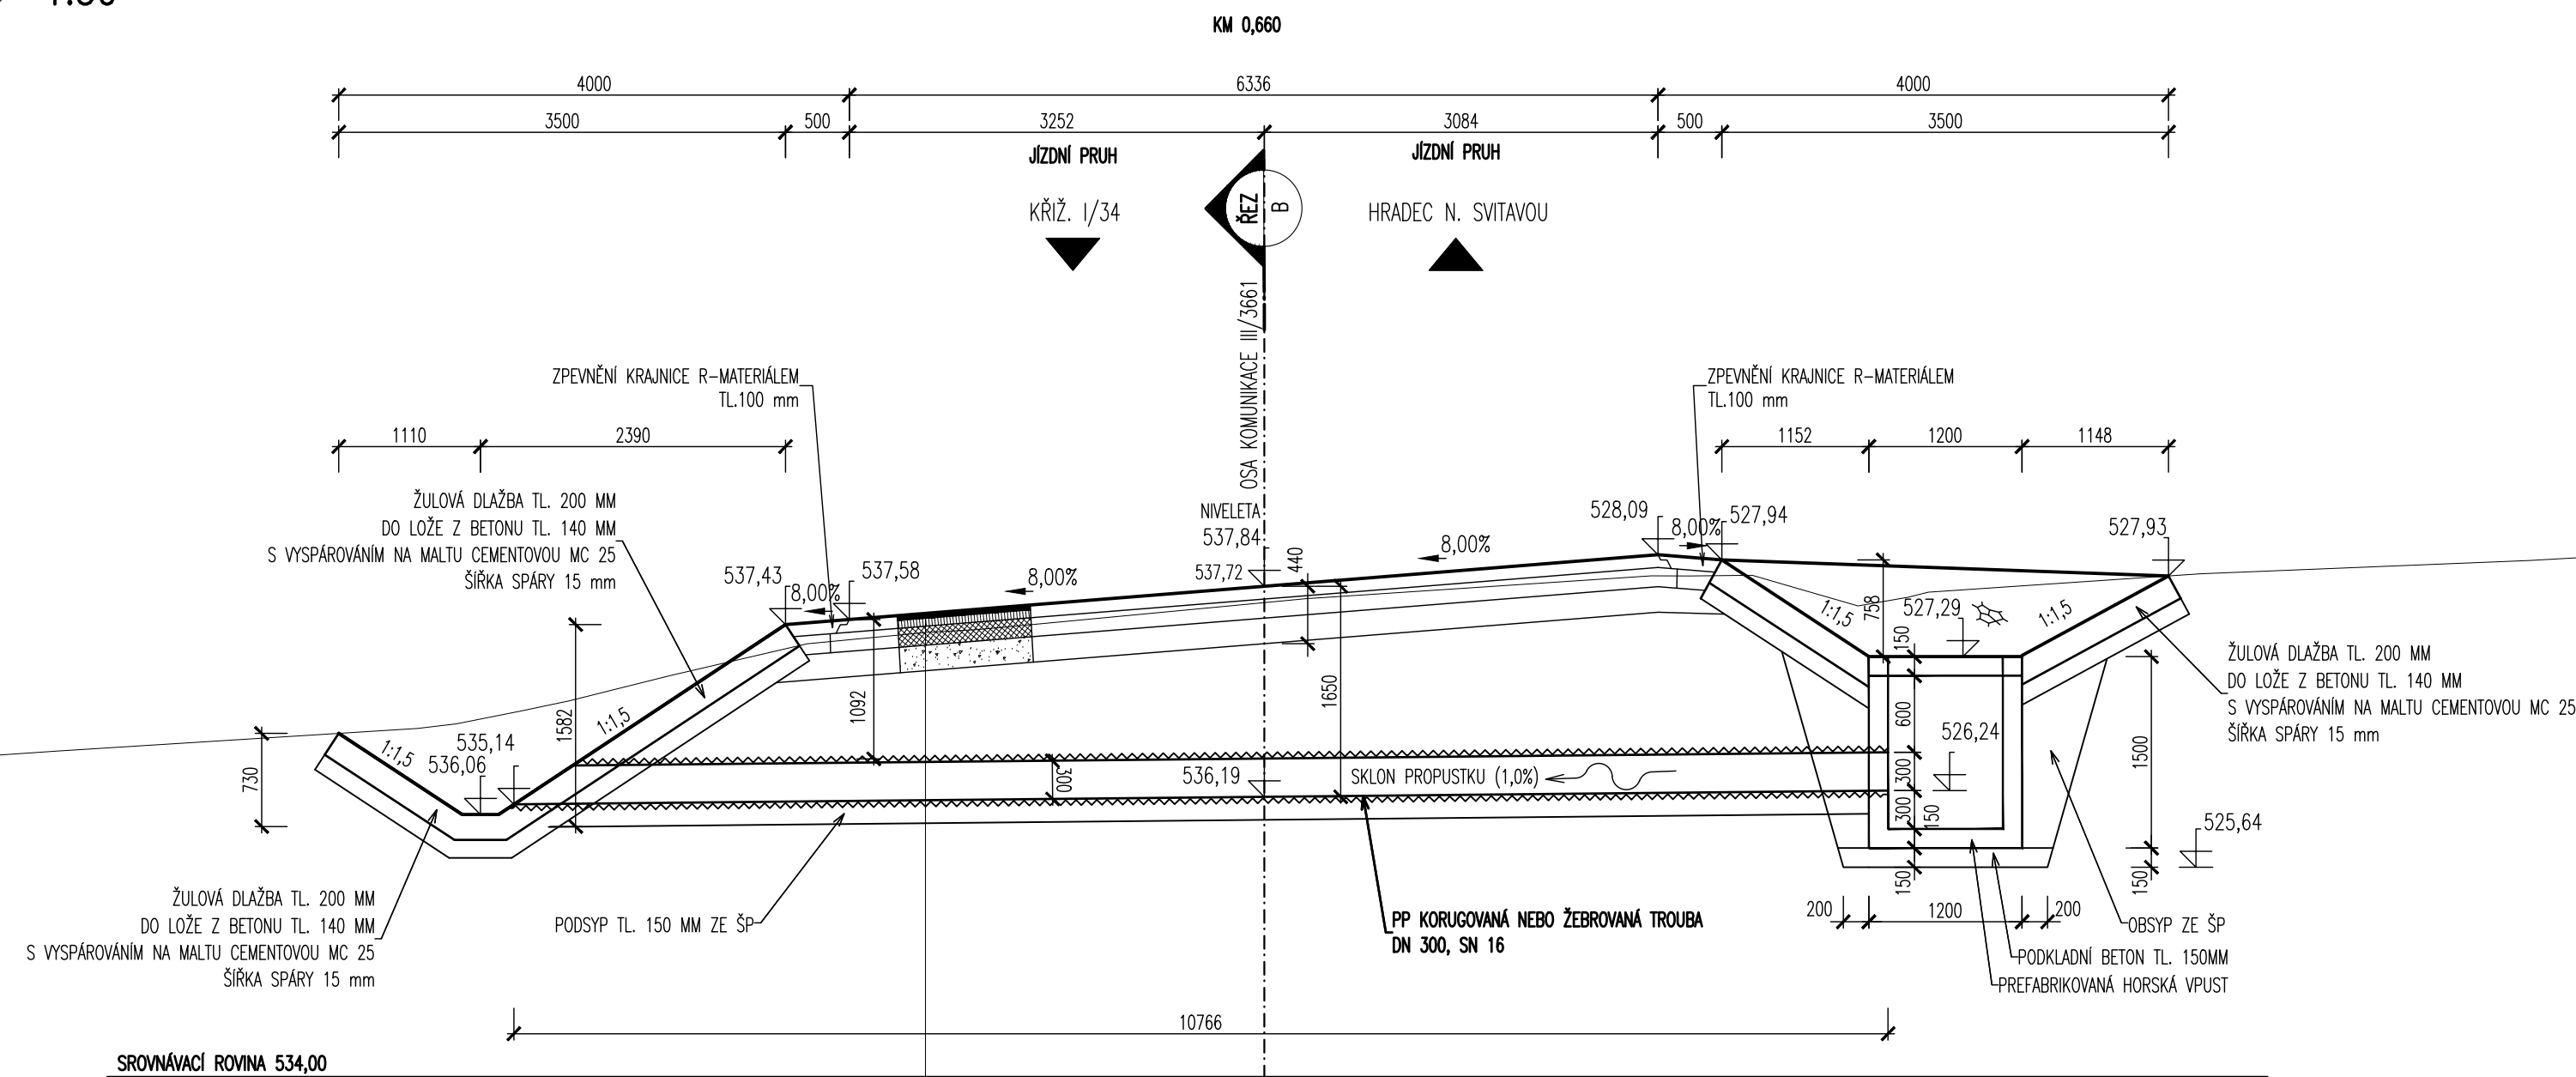 1:50
KM 0,660
4000
6336
4000
3500
500
3252
3084
500
3500
JÍZDNÍ PRUH
JÍZDNÍ PRUH
KŘIŽ. I/34
ŘEZ
B
HRADEC N. SVITAVOU
OSA KOMUNIKACE III/3661
ZPEVNĚNÍ KRAJNICE R-MATERIÁLEM
TL.100 mm
ZPEVNĚNÍ KRAJNICE R-MATERIÁLEM
TL.100 mm
1110
2390
1152
1200
1148
ŽULOVÁ DLAŽBA TL. 200 MM
DO LOŽE Z BETONU TL. 140 MM
S VYSPÁROVÁNÍM NA MALTU CEMENTOVOU MC 25
ŠÍŘKA SPÁRY 15 mm
NIVELETA
537,84
537,72
440
528,09
8,00%
527,94
527,93
537,43
8,00%
537,58
8,00%
8,00%
1:1,5
758
527,29
1:1,5
150
ŽULOVÁ DLAŽBA TL. 200 MM
DO LOŽE Z BETONU TL. 140 MM
S VYSPÁROVÁNÍM NA MALTU CEMENTOVOU MC 25
ŠÍŘKA SPÁRY 15 mm
1582
1:1,5
1092
1650
600
526,24
1500
730
1:1,5
535,14
536,06
300
536,19
SKLON PROPUSTKU (1,0%)
300
300
150
525,64
150
150
ŽULOVÁ DLAŽBA TL. 200 MM
DO LOŽE Z BETONU TL. 140 MM
S VYSPÁROVÁNÍM NA MALTU CEMENTOVOU MC 25
ŠÍŘKA SPÁRY 15 mm
PODSYP TL. 150 MM ZE ŠP
PP KORUGOVANÁ NEBO ŽEBROVANÁ TROUBA
DN 300, SN 16
200
1200
200
OBSYP ZE ŠP
PODKLADNÍ BETON TL. 150MM
PREFABRIKOVANÁ HORSKÁ VPUST
10766
SROVNÁVACÍ ROVINA 534,00